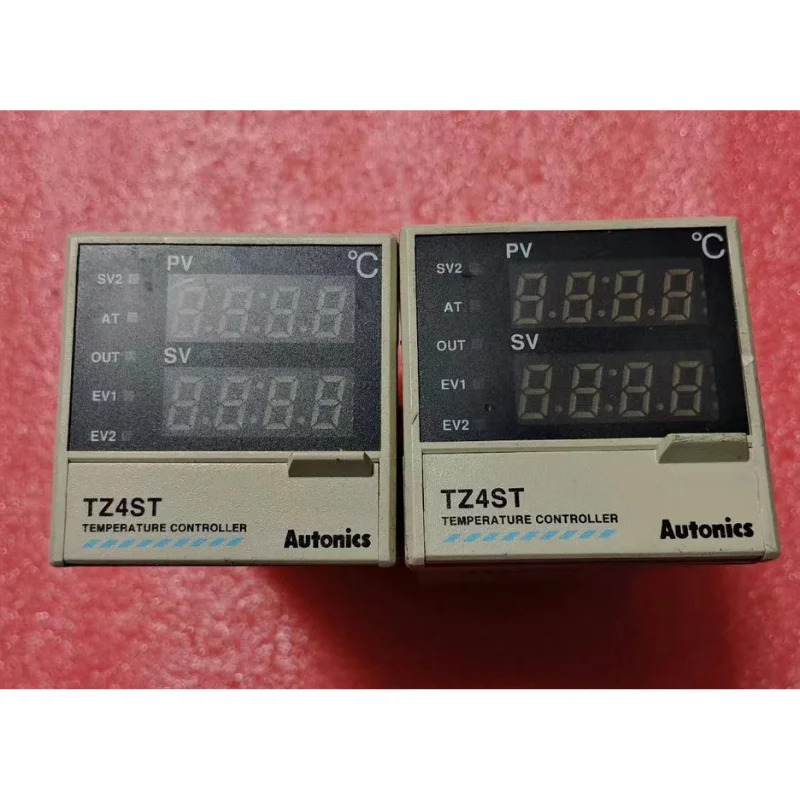 PV °C
SV2
AT
SV
OUT
EV1
EV2
TZ4ST
TEMPERATURE CONTROLLER
Autonics
PV °C
SV2
AT
SV
OUT
EV1
EV2
TZ4ST
TEMPERATURE CONTROLLER
Autonics